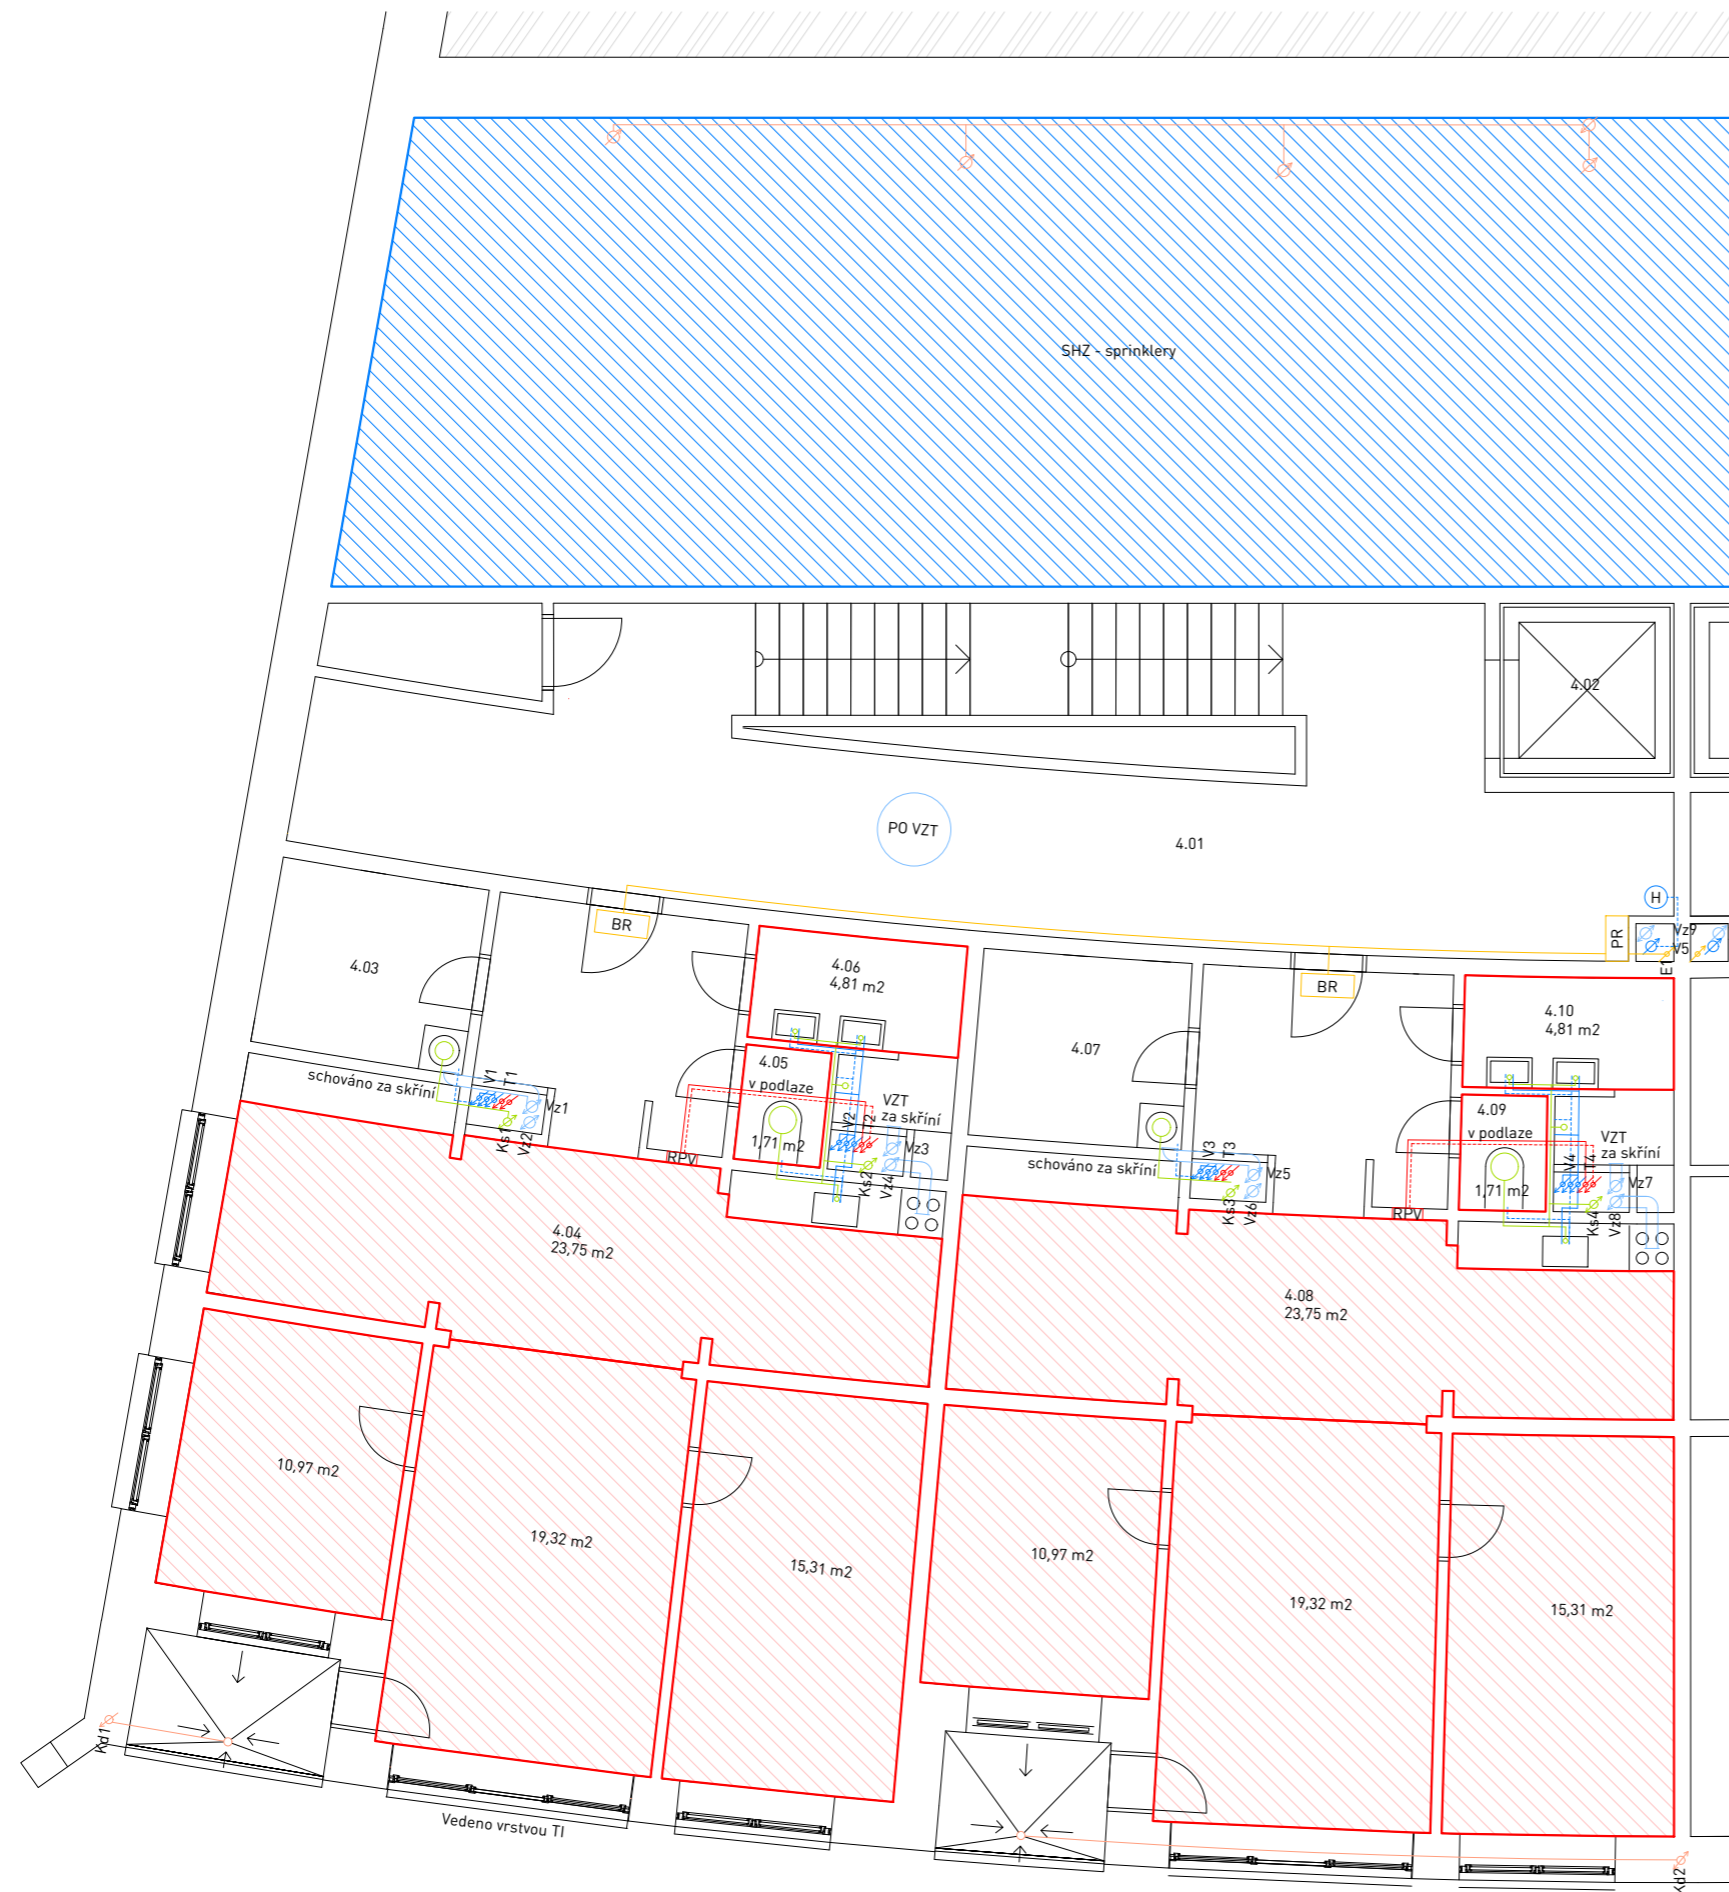 SHZ - sprinklery
4.02
PO VZT
4.01
H
PR
Vz9
V5
E1
BR
BR
4.03
4.06
4,81 m2
4.07
4.10
4,81 m2
schováno za skříní
V1
T1
Vz1
Ks1
Vz2
4.05
v podlaze
1,71 m2
RPV
V2
T2
VZT
za skříní
Vz3
Ks2
Vz4
schováno za skříní
V3
T3
Vz5
Ks3
Vz6
4.09
v podlaze
1,71 m2
RPV
V4
T4
VZT
za skříní
Vz7
Ks4
Vz8
4.04
23,75 m2
4.08
23,75 m2
10,97 m2
19,32 m2
15,31 m2
10,97 m2
19,32 m2
15,31 m2
Kd1
Vedeno vrstvou TI
Kd2